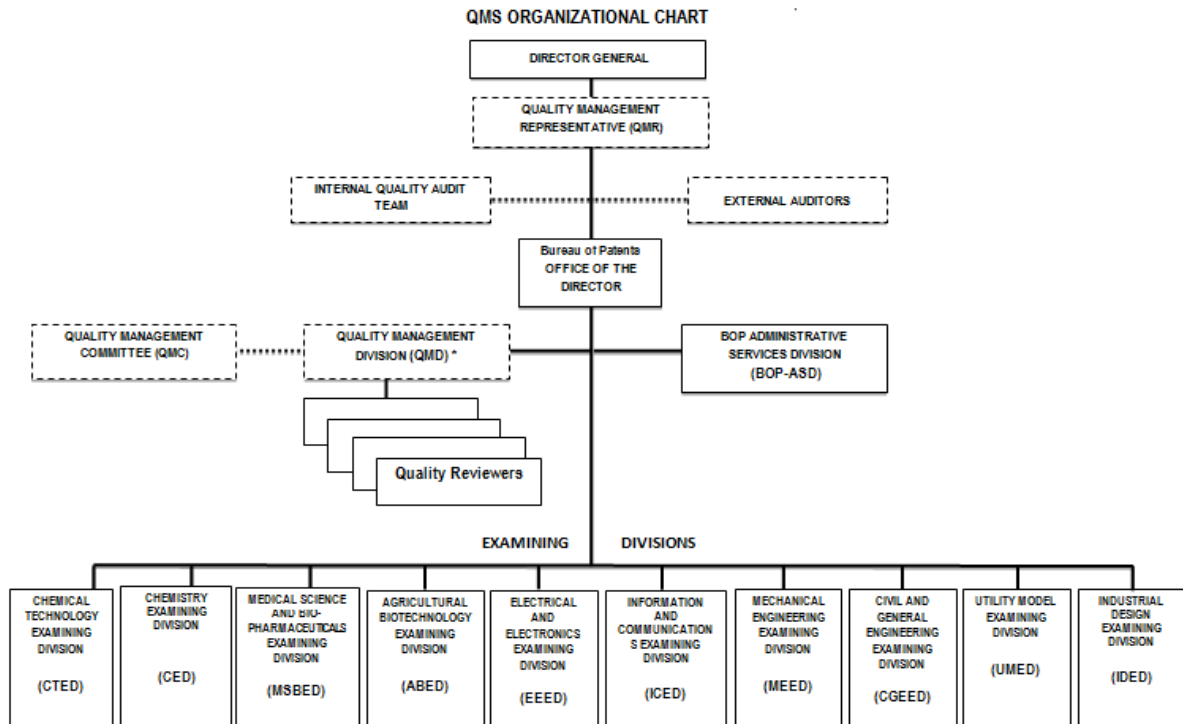 QMS ORGANIZATIONAL CHART
DIRECTOR GENERAL
QUALITY MANAGEMENT
REPRESENTATIVE (QMR)
INTERNAL QUALITY AUDIT
TEAM
EXTERNAL AUDITORS
Bureau of Patents
OFFICE OF THE
DIRECTOR
QUALITY MANAGEMENT
COMMITTEE (QMC)
QUALITY MANAGEMENT
DIVISION (QMD) *
BOP ADMINISTRATIVE
SERVICES DIVISION
(BOP-ASD)
Quality Reviewers
EXAMINING DIVISIONS
CHEMICAL
TECHNOLOGY
EXAMINING
DIVISION
(CTED)
CHEMISTRY
EXAMINING
DIVISION
(CED)
MEDICAL SCIENCE
AND BIO-
PHARMACEUTICALS
EXAMINING
DIVISION
(MSBED)
AGRICULTURAL
BIOTECHNOLOGY
EXAMINING
DIVISION
(ABED)
ELECTRICAL
AND
ELECTRONICS
EXAMINING
DIVISION
(EEED)
INFORMATION
AND
COMMUNICATION
S EXAMINING
DIVISION
(ICED)
MECHANICAL
ENGINEERING
EXAMINING
DIVISION
(MEED)
CIVIL AND
GENERAL
ENGINEERING
EXAMINING
DIVISION
(CGEED)
UTILITY MODEL
EXAMINING
DIVISION
(UMED)
INDUSTRIAL
DESIGN
EXAMINING
DIVISION
(IDED)